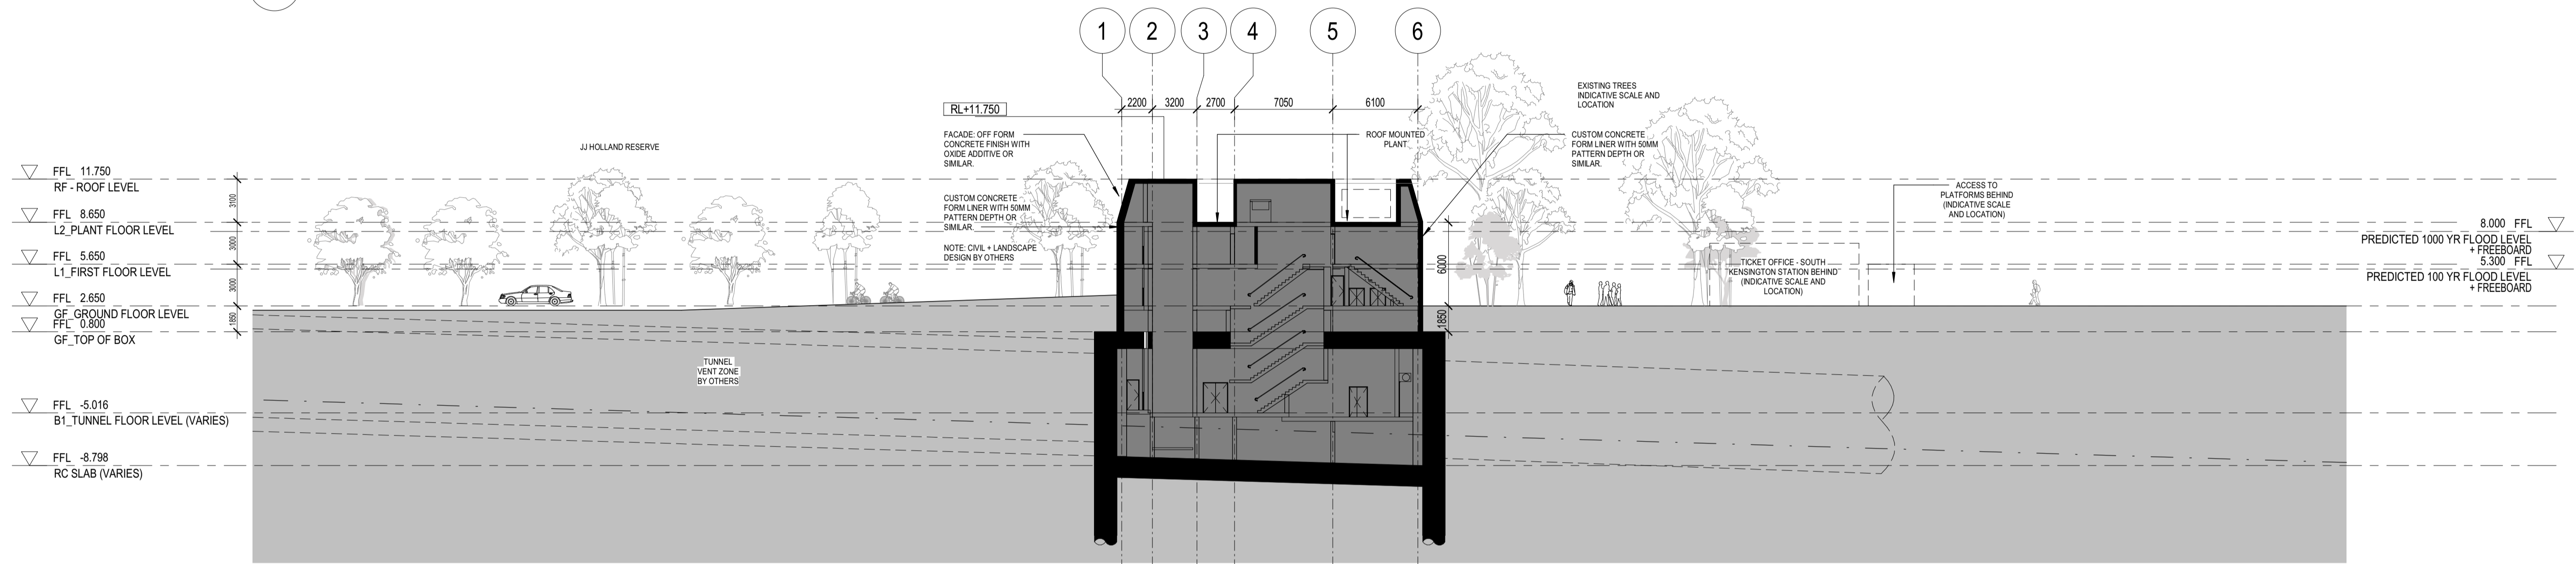 1
2
3
4
5
6
2200
3200
2700
7050
6100
RL+11.750
FACADE: OFF FORM
CONCRETE FINISH WITH
OXIDE ADDITIVE OR
SIMILAR.
CUSTOM CONCRETE
FORM LINER WITH 50MM
PATTERN DEPTH OR
SIMILAR.
NOTE: CIVIL + LANDSCAPE
DESIGN BY OTHERS
JJ HOLLAND RESERVE
ROOF MOUNTED
PLANT
EXISTING TREES
INDICATIVE SCALE AND
LOCATION
CUSTOM CONCRETE
FORM LINER WITH 50MM
PATTERN DEPTH OR
SIMILAR.
ACCESS TO
PLATFORMS BEHIND
(INDICATIVE SCALE
AND LOCATION)
TICKET OFFICE - SOUTH
KENSINGTON STATION BEHIND
(INDICATIVE SCALE AND
LOCATION)
FFL 11.750
RF - ROOF LEVEL
3100
FFL 8.650
L2_PLANT FLOOR LEVEL
3000
FFL 5.650
L1_FIRST FLOOR LEVEL
3000
FFL 2.650
GF_GROUND FLOOR LEVEL
1850
FFL 0.800
GF_TOP OF BOX
FFL -5.016
B1_TUNNEL FLOOR LEVEL (VARIES)
FFL -8.798
RC SLAB (VARIES)
TUNNEL
VENT ZONE
BY OTHERS
6000
1850
8.000 FFL
PREDICTED 1000 YR FLOOD LEVEL
+ FREEBOARD
5.300 FFL
PREDICTED 100 YR FLOOD LEVEL
+ FREEBOARD